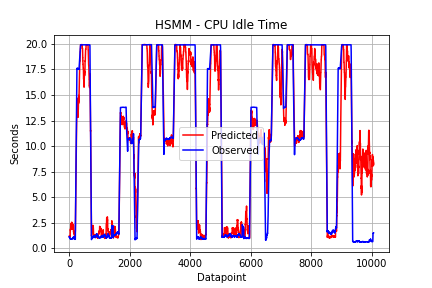 HSMM - CPU Idle Time
20.0
17.5
15.0
12.5
10.0
7.5
5.0
2.5
0.0
Seconds
Predicted
Observed
0 2000 4000 6000 8000 10000
Datapoint